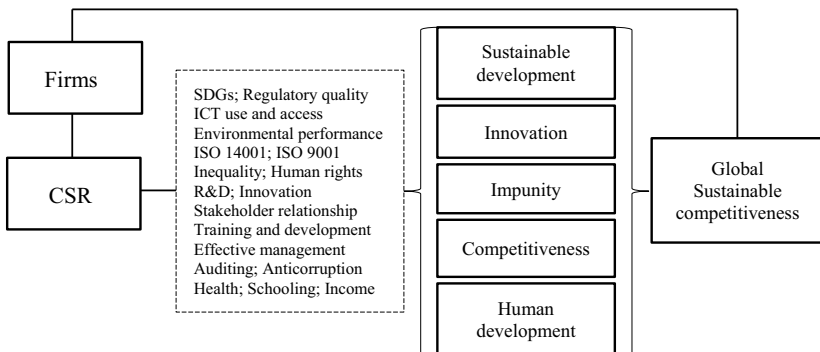 Firms
CSR
SDGs; Regulatory quality
ICT use and access
Environmental performance
ISO 14001; ISO 9001
Inequality; Human rights
R&D; Innovation
Stakeholder relationship
Training and development
Effective management
Auditing; Anticorruption
Health; Schooling; Income
Sustainable
development
Innovation
Impunity
Competitiveness
Human
development
Global
Sustainable
competitiveness